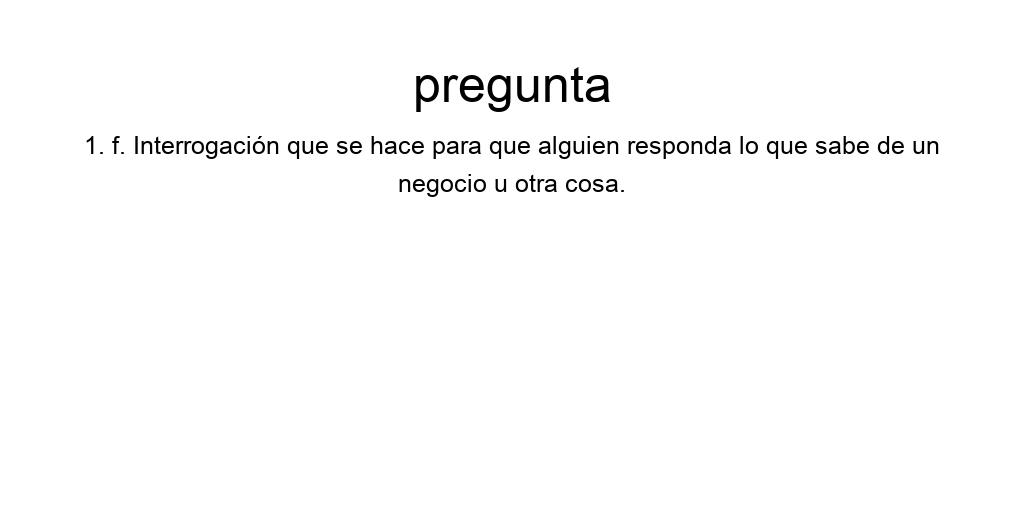 pregunta
1. f. Interrogación que se hace para que alguien responda lo que sabe de un
negocio u otra cosa.